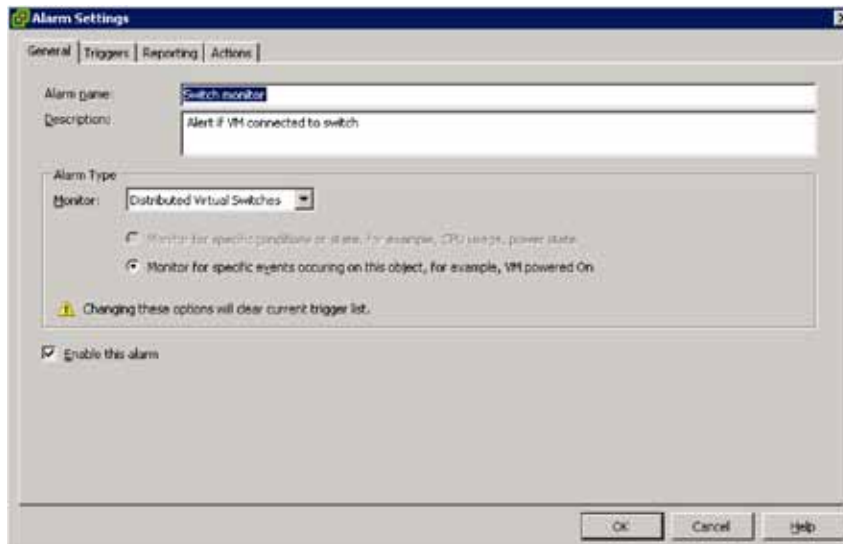 Alarm Settings
General Triggers Reporting Actions
Alarm name: Switch monitor
Description: Alert if VM connected to switch
Alarm Type
Monitor: Distributed Virtual Switches
Monitor for specific conditions or state, for example, CPU usage, power state
Monitor for specific events occuring on this object, for example, VM powered On
Changing these options will clear current trigger list.
Enable this alarm
OK Cancel Help